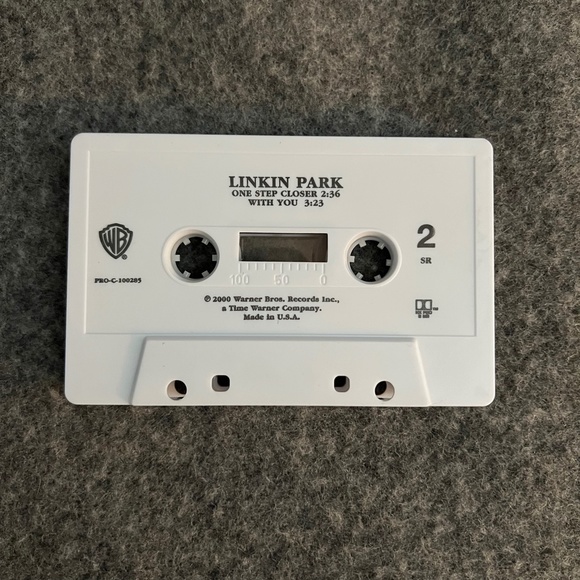 LINKIN PARK
ONE STEP CLOSER 2:36
WITH YOU 3:23
WB
2
SR
PRO-C-100285
100 50 0
℗ 2000 Warner Bros. Records Inc.,
a Time Warner Company.
Made in U.S.A.